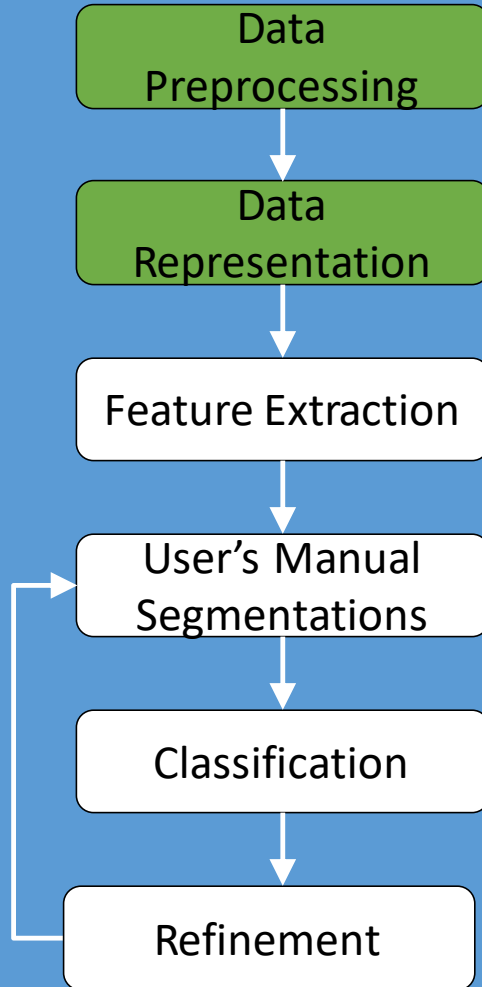 Data
Preprocessing
Data
Representation
Feature Extraction
User’s Manual
Segmentations
Classification
Refinement